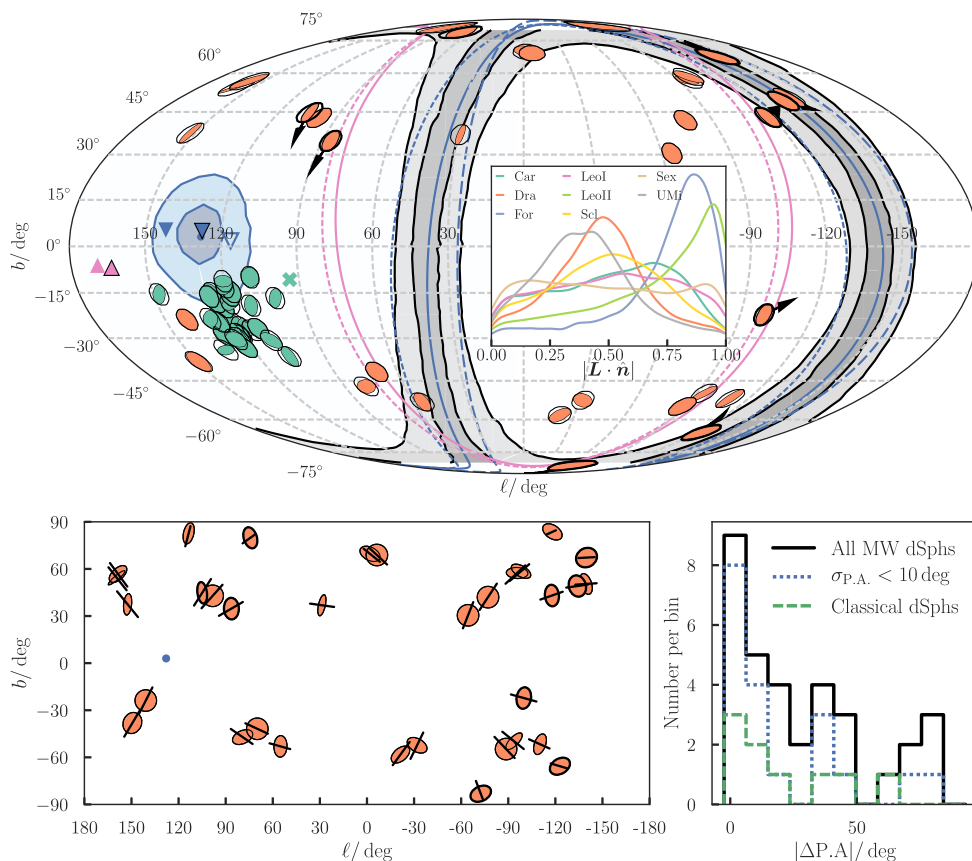 75°
60°
45°
30°
15°
0°
−15°
−30°
−45°
−60°
−75°
b/ deg
150 120 90 60 30 -60 -90 -120 -150
Car LeoI Sex
Dra LeoII UMi
For Scl
0.00 0.25 0.50 0.75 1.00
|L · n̂|
ℓ/ deg
90
60
30
0
−30
−60
−90
b/ deg
180 150 120 90 60 30 0 -30 -60 -90 -120 -150 -180
ℓ/ deg
All MW dSphs
σP.A. < 10 deg
Classical dSphs
8
6
4
2
0
Number per bin
0 50
|ΔP.A|/ deg